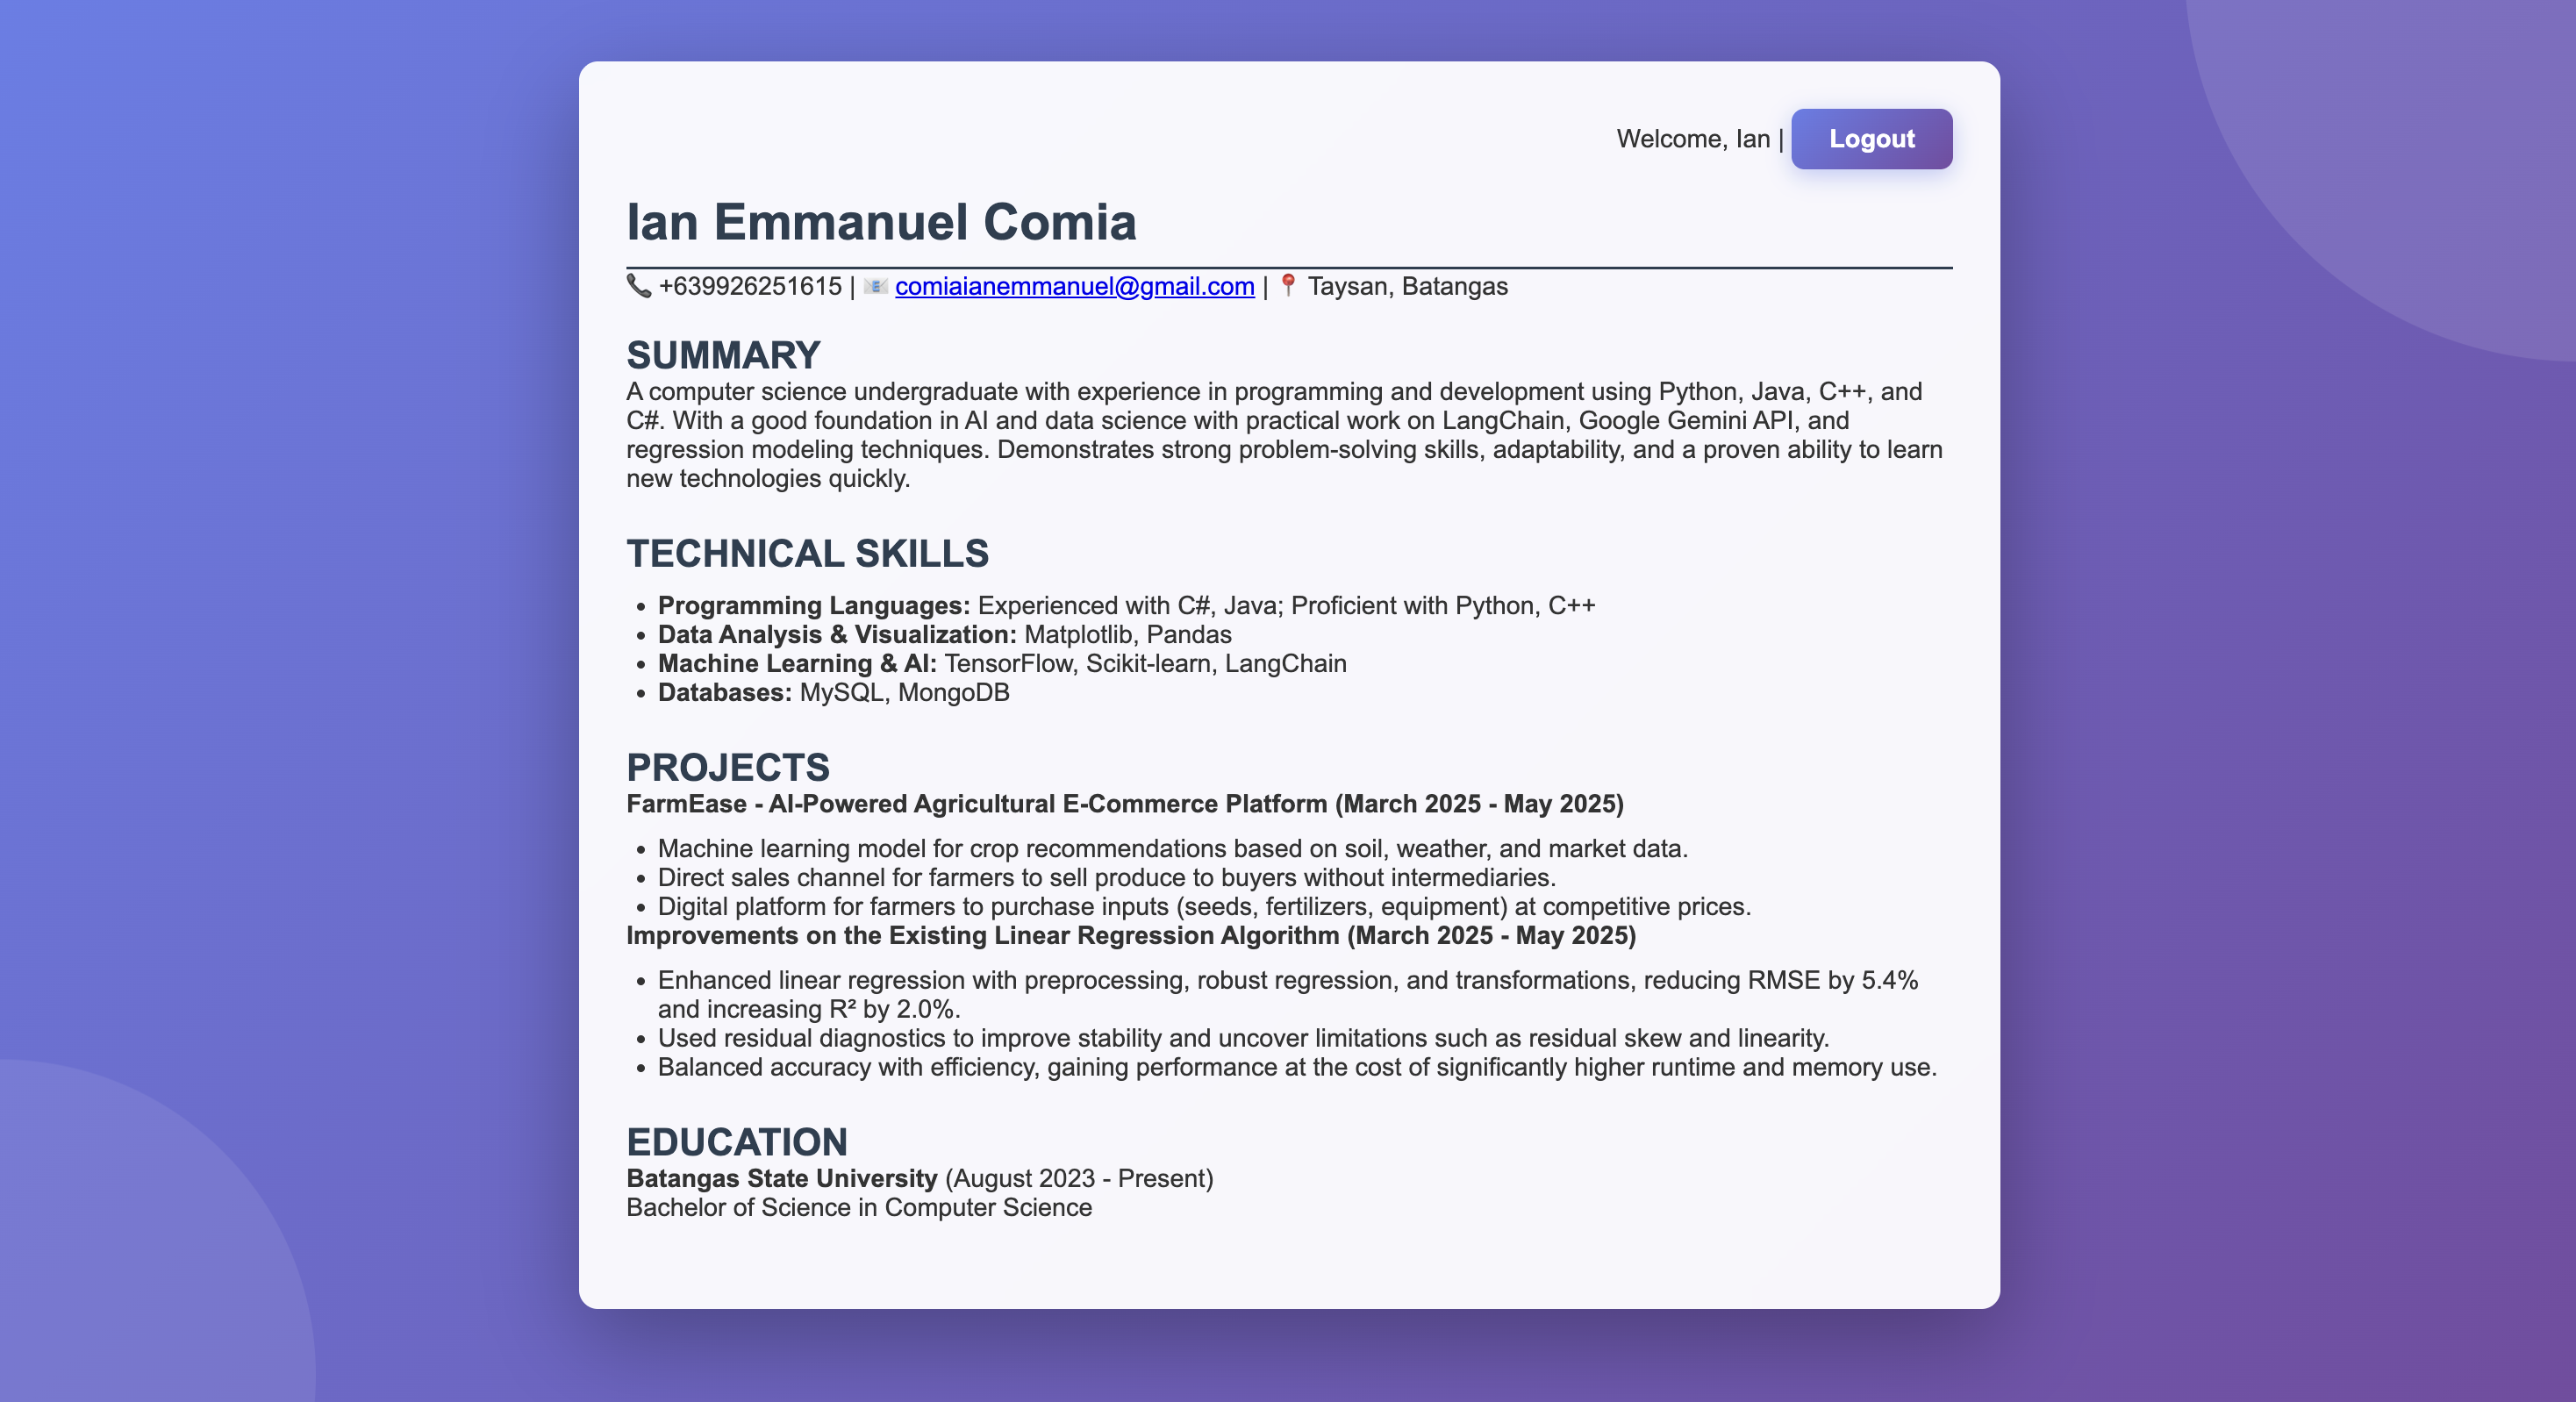 Welcome, Ian | Logout
Ian Emmanuel Comia
📞 +639926251615 | 📧 comiaianemmanuel@gmail.com | 📍 Taysan, Batangas
SUMMARY
A computer science undergraduate with experience in programming and development using Python, Java, C++, and
C#. With a good foundation in AI and data science with practical work on LangChain, Google Gemini API, and
regression modeling techniques. Demonstrates strong problem-solving skills, adaptability, and a proven ability to learn
new technologies quickly.
TECHNICAL SKILLS
• Programming Languages: Experienced with C#, Java; Proficient with Python, C++
• Data Analysis & Visualization: Matplotlib, Pandas
• Machine Learning & AI: TensorFlow, Scikit-learn, LangChain
• Databases: MySQL, MongoDB
PROJECTS
FarmEase - AI-Powered Agricultural E-Commerce Platform (March 2025 - May 2025)
• Machine learning model for crop recommendations based on soil, weather, and market data.
• Direct sales channel for farmers to sell produce to buyers without intermediaries.
• Digital platform for farmers to purchase inputs (seeds, fertilizers, equipment) at competitive prices.
Improvements on the Existing Linear Regression Algorithm (March 2025 - May 2025)
• Enhanced linear regression with preprocessing, robust regression, and transformations, reducing RMSE by 5.4%
and increasing R² by 2.0%.
• Used residual diagnostics to improve stability and uncover limitations such as residual skew and linearity.
• Balanced accuracy with efficiency, gaining performance at the cost of significantly higher runtime and memory use.
EDUCATION
Batangas State University (August 2023 - Present)
Bachelor of Science in Computer Science